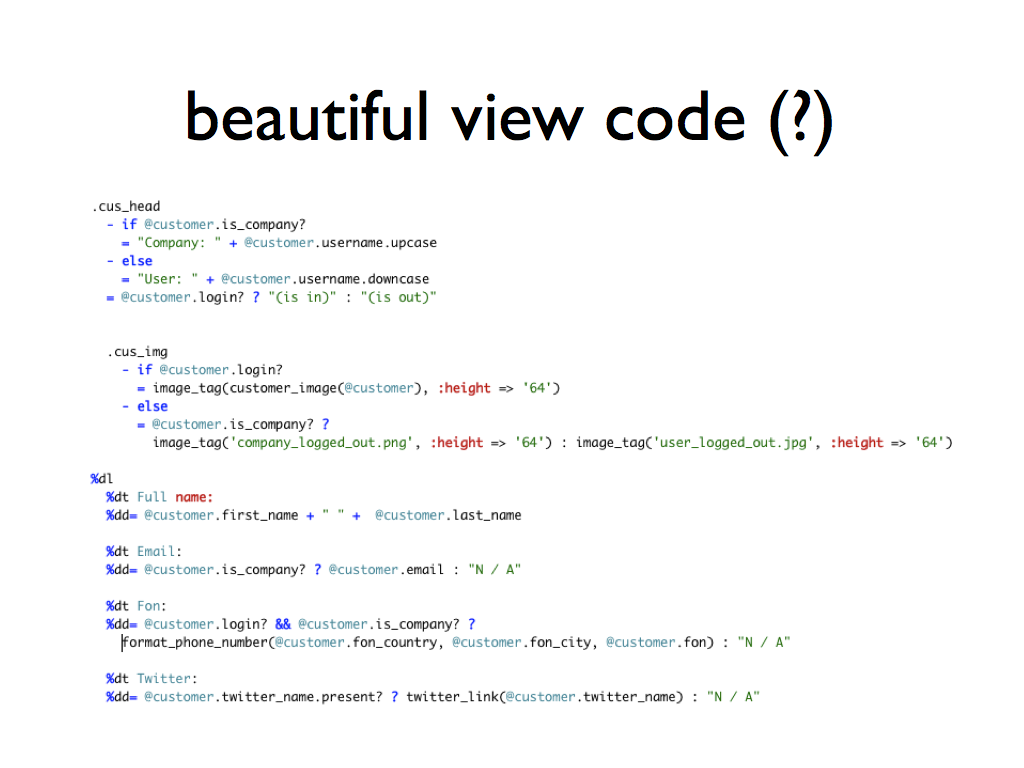 beautiful view code (?)
.cus_head
- if @customer.is_company?
= "Company: " + @customer.username.upcase
- else
= "User: " + @customer.username.downcase
= @customer.login? ? "(is in)" : "(is out)"
.cus_img
- if @customer.login?
= image_tag(customer_image(@customer), :height => '64')
- else
= @customer.is_company? ?
image_tag('company_logged_out.png', :height => '64') : image_tag('user_logged_out.jpg', :height => '64')
%dl
%dt Full name:
%dd= @customer.first_name + " " +  @customer.last_name
%dt Email:
%dd= @customer.is_company? ? @customer.email : "N / A"
%dt Fon:
%dd= @customer.login? && @customer.is_company? ?
format_phone_number(@customer.fon_country, @customer.fon_city, @customer.fon) : "N / A"
%dt Twitter:
%dd= @customer.twitter_name.present? ? twitter_link(@customer.twitter_name) : "N / A"